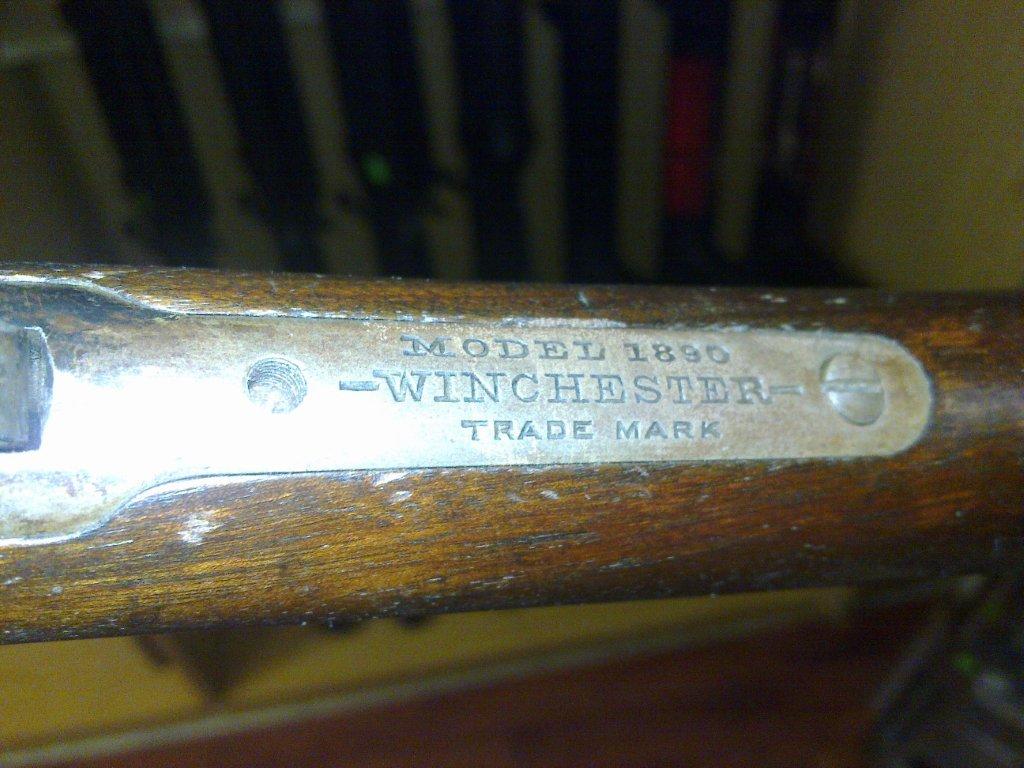 MODEL 1890
-WINCHESTER-
TRADE MARK